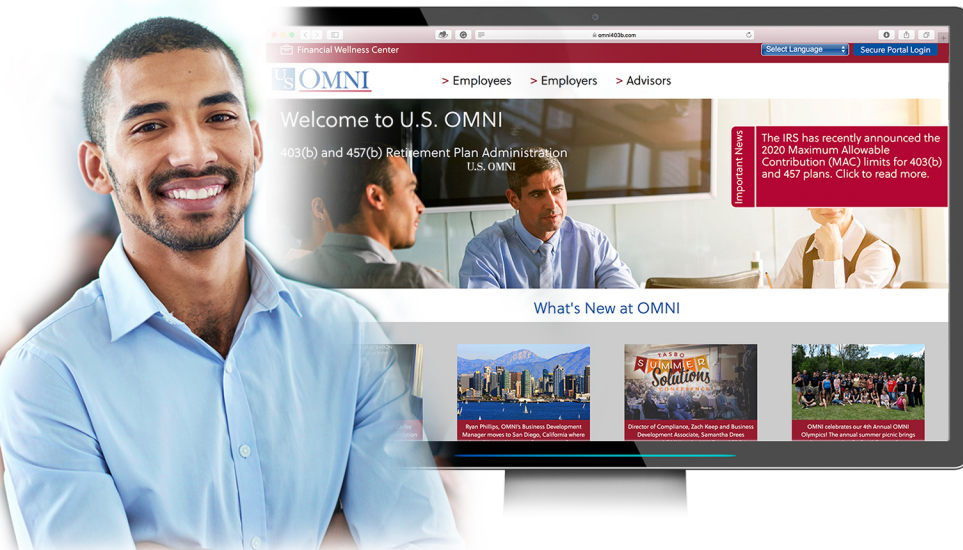 omni403b.com
Financial Wellness Center
Select Language
Secure Portal Login
US OMNI
> Employees > Employers > Advisors
Welcome to U.S. OMNI
403(b) and 457(b) Retirement Plan Administration
U.S. OMNI
Important News
The IRS has recently announced the
2020 Maximum Allowable
Contribution (MAC) limits for 403(b)
and 457 plans. Click to read more.
What's New at OMNI
TASBO
SUMMER
Solutions
CONFERENCE
Ryan Phillips, OMNI's Business Development
Manager moves to San Diego, California where
Director of Compliance, Zach Keep and Business
Development Associate, Samantha Drees
OMNI celebrates our 4th Annual OMNI
Olympics! The annual summer picnic brings